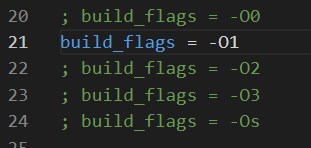 20 ; build_flags = -O0
21 build_flags = -O1
22 ; build_flags = -O2
23 ; build_flags = -O3
24 ; build_flags = -Os